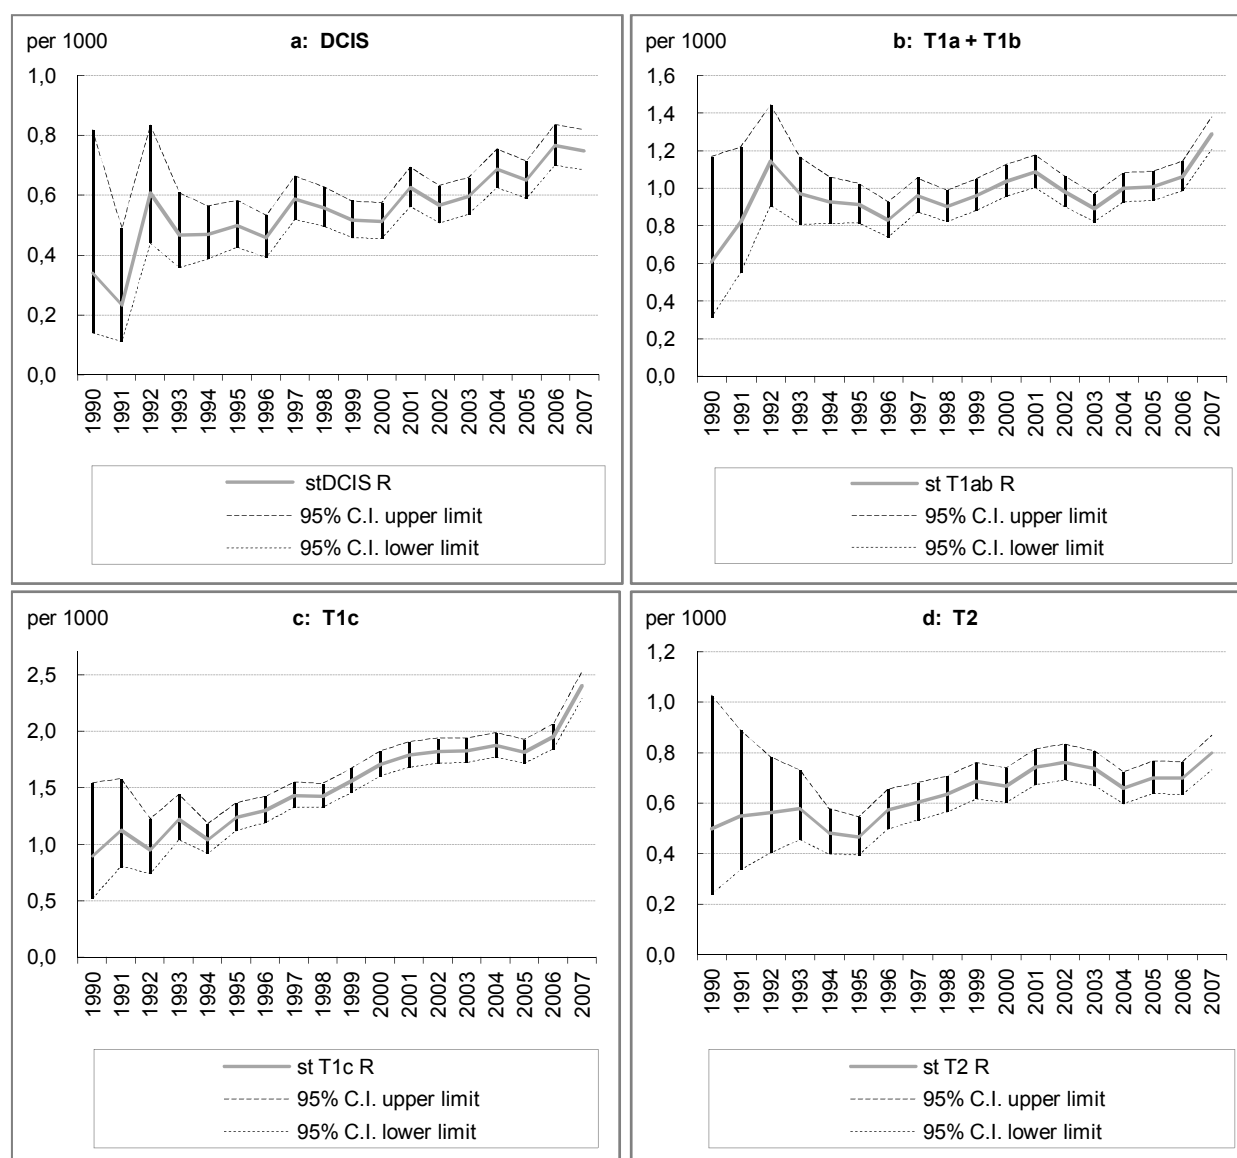 per 1000
a: DCIS
1,0
0,8
0,6
0,4
0,2
0,0
1990 1991 1992 1993 1994 1995 1996 1997 1998 1999 2000 2001 2002 2003 2004 2005 2006 2007
stDCIS R
95% C.I. upper limit
95% C.I. lower limit
per 1000
b: T1a + T1b
1,6
1,4
1,2
1,0
0,8
0,6
0,4
0,2
0,0
1990 1991 1992 1993 1994 1995 1996 1997 1998 1999 2000 2001 2002 2003 2004 2005 2006 2007
st T1ab R
95% C.I. upper limit
95% C.I. lower limit
per 1000
c: T1c
2,5
2,0
1,5
1,0
0,5
0,0
1990 1991 1992 1993 1994 1995 1996 1997 1998 1999 2000 2001 2002 2003 2004 2005 2006 2007
st T1c R
95% C.I. upper limit
95% C.I. lower limit
per 1000
d: T2
1,2
1,0
0,8
0,6
0,4
0,2
0,0
1990 1991 1992 1993 1994 1995 1996 1997 1998 1999 2000 2001 2002 2003 2004 2005 2006 2007
st T2 R
95% C.I. upper limit
95% C.I. lower limit